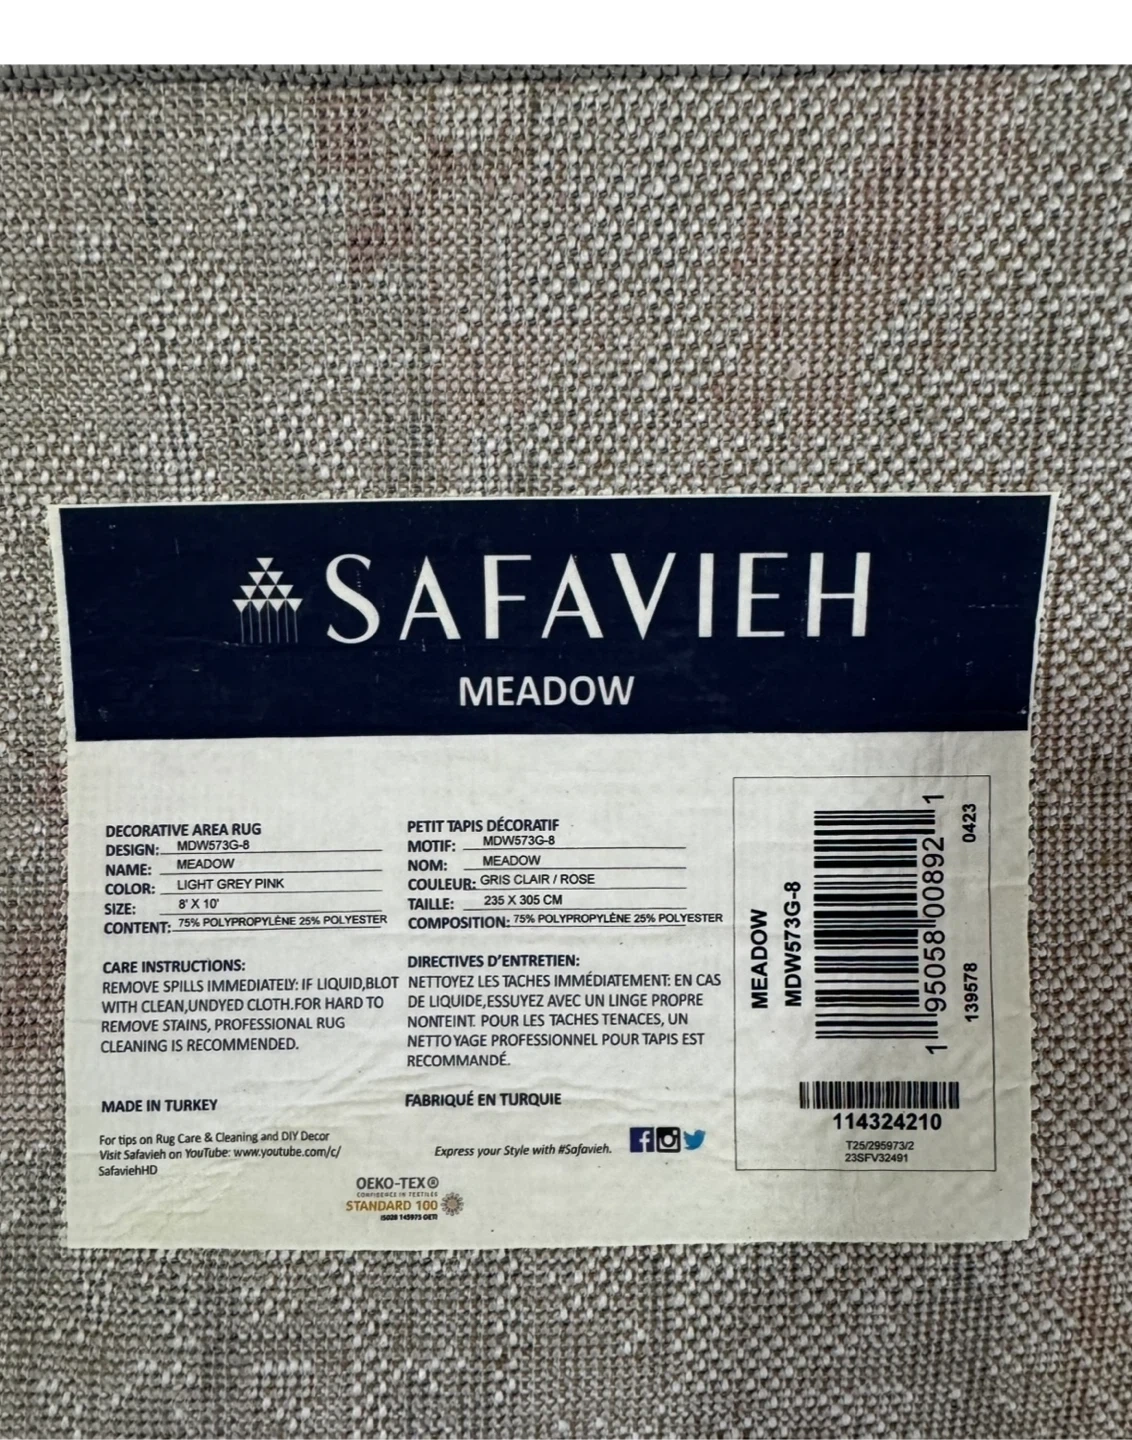 SAFAVIEH
MEADOW
DECORATIVE AREA RUG
DESIGN: MDW573G-8
NAME: MEADOW
COLOR: LIGHT GREY PINK
SIZE: 8' X 10'
CONTENT: 75% POLYPROPYLÈNE 25% POLYESTER
CARE INSTRUCTIONS:
REMOVE SPILLS IMMEDIATELY: IF LIQUID,BLOT
WITH CLEAN,UNDYED CLOTH.FOR HARD TO
REMOVE STAINS, PROFESSIONAL RUG
CLEANING IS RECOMMENDED.
MADE IN TURKEY
For tips on Rug Care & Cleaning and DIY Decor
Visit Safavieh on YouTube: www.youtube.com/c/
SafaviehHD
PETIT TAPIS DÉCORATIF
MOTIF: MDW573G-8
NOM: MEADOW
COULEUR: GRIS CLAIR / ROSE
TAILLE: 235 X 305 CM
COMPOSITION: 75% POLYPROPYLÈNE 25% POLYESTER
DIRECTIVES D'ENTRETIEN:
NETTOYEZ LES TACHES IMMÉDIATEMENT: EN CAS
DE LIQUIDE,ESSUYEZ AVEC UN LINGE PROPRE
NONTEINT. POUR LES TACHES TENACES, UN
NETTOYAGE PROFESSIONNEL POUR TAPIS EST
RECOMMANDÉ.
FABRIQUÉ EN TURQUIE
Express your Style with #Safavieh.
OEKO-TEX®
CONFIDENCE IN TEXTILES
STANDARD 100
MEADOW
MDW573G-8
1 95058 00892 1
139578 0423
114324210
T25/295973/2
23SFV32491